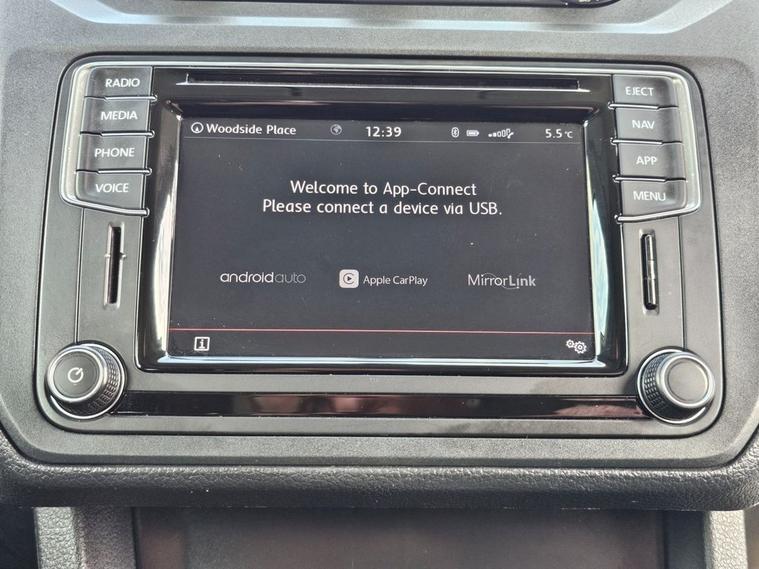 RADIO
MEDIA
PHONE
VOICE
EJECT
NAV
APP
MENU
Woodside Place
12:39
5.5 °C
Welcome to App-Connect
Please connect a device via USB.
androidauto
Apple CarPlay
MirrorLink
i